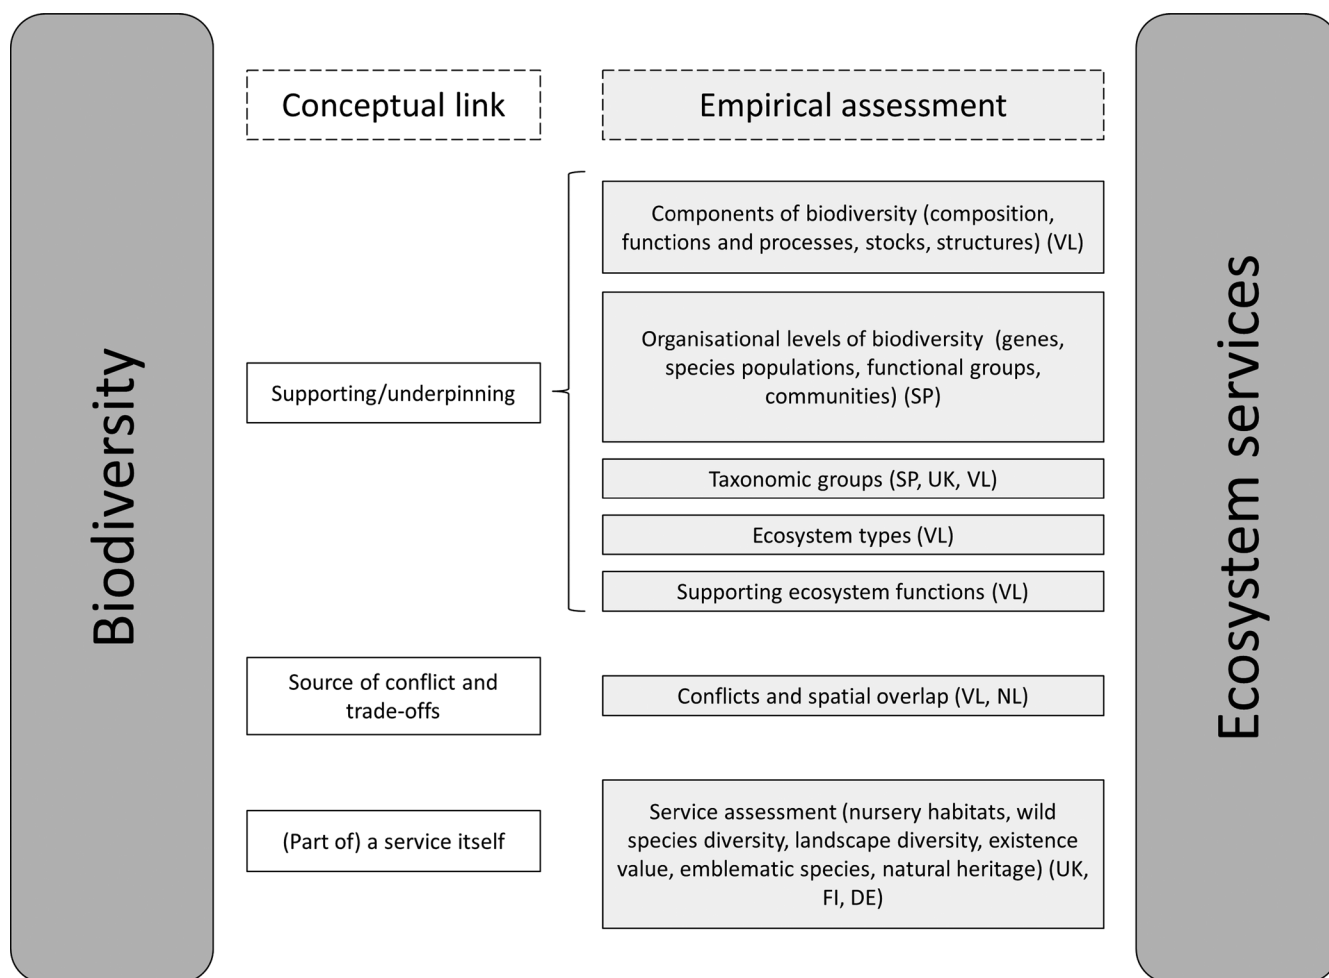 Biodiversity
Conceptual link
Empirical assessment
Supporting/underpinning
Components of biodiversity (composition,
functions and processes, stocks, structures) (VL)
Organisational levels of biodiversity  (genes,
species populations, functional groups,
communities) (SP)
Taxonomic groups (SP, UK, VL)
Ecosystem types (VL)
Supporting ecosystem functions (VL)
Source of conflict and
trade-offs
Conflicts and spatial overlap (VL, NL)
(Part of) a service itself
Service assessment (nursery habitats, wild
species diversity, landscape diversity, existence
value, emblematic species, natural heritage) (UK,
FI, DE)
Ecosystem services